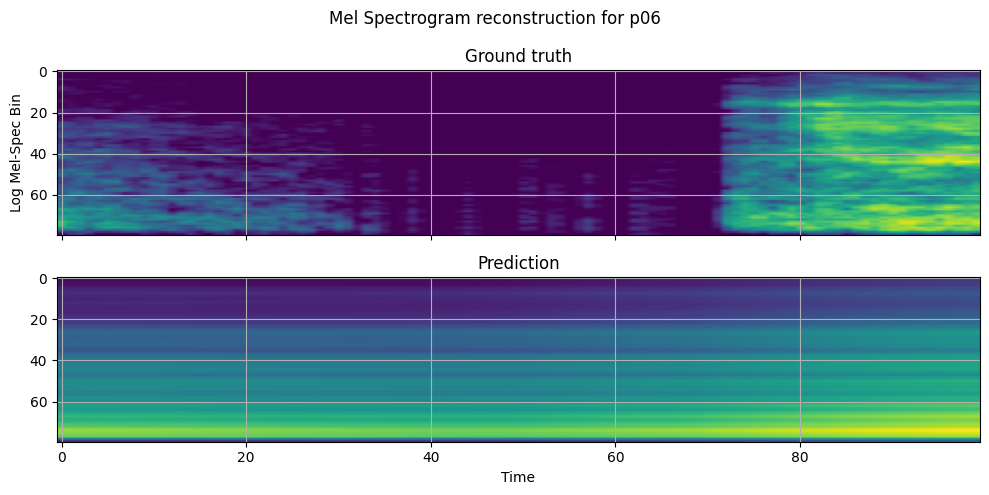 Mel Spectrogram reconstruction for p06
Ground truth
0
20
40
60
Log Mel-Spec Bin
Prediction
0
20
40
60
0 20 40 60 80
Time